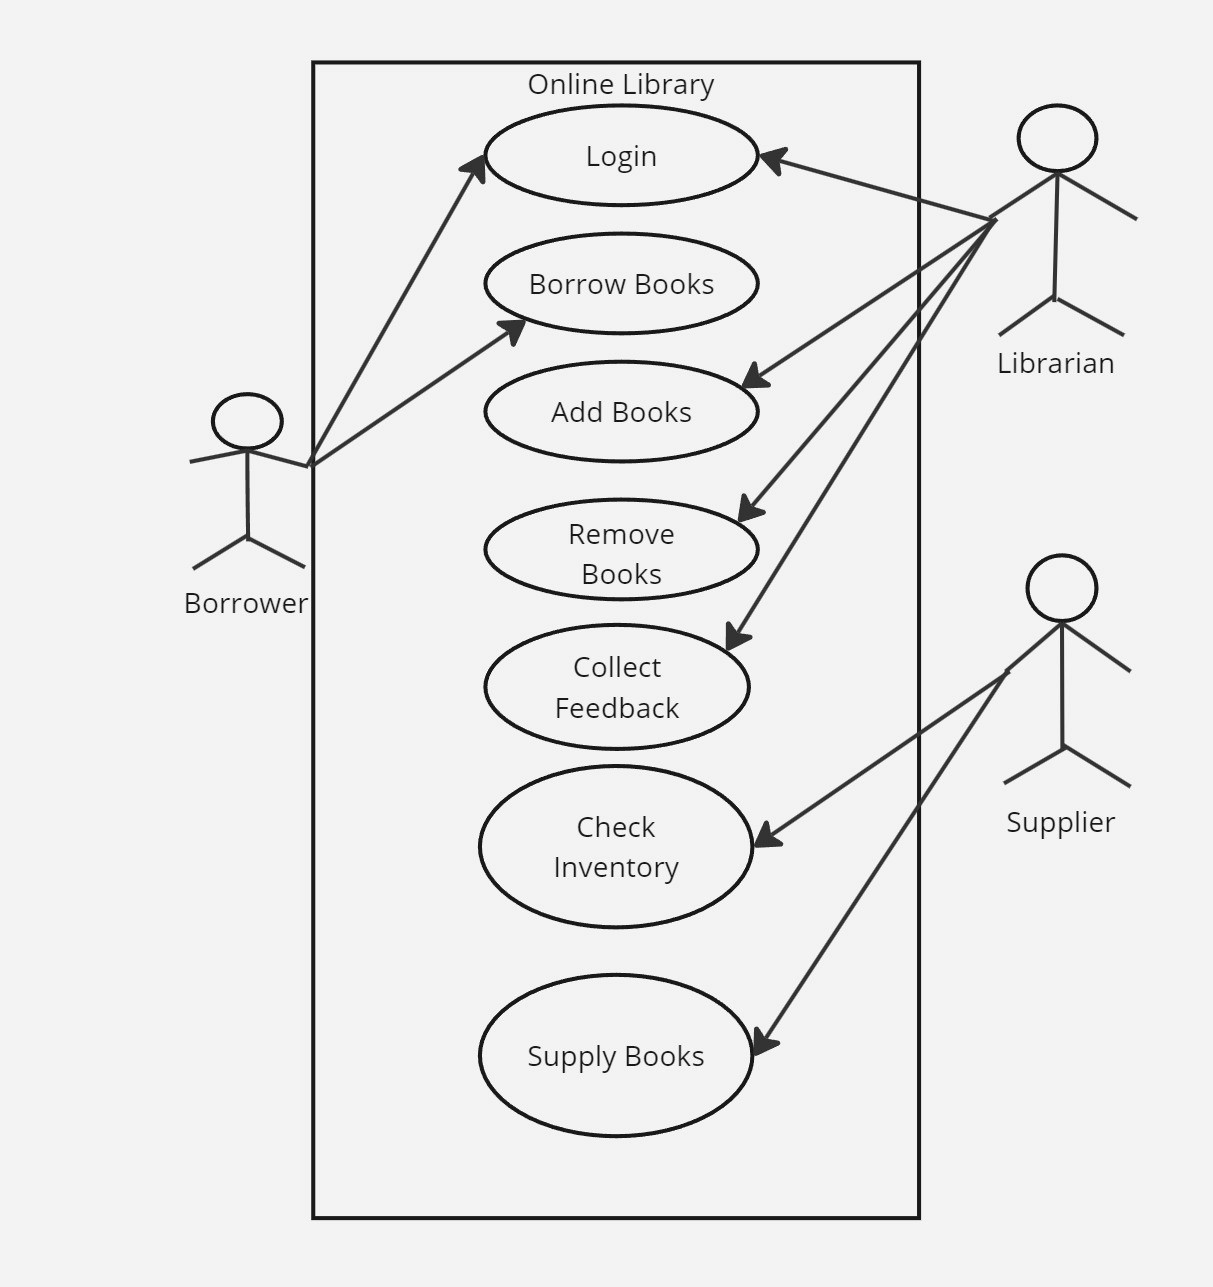 Online Library
Login
Borrow Books
Add Books
Remove
Books
Collect
Feedback
Check
Inventory
Supply Books
Borrower
Librarian
Supplier